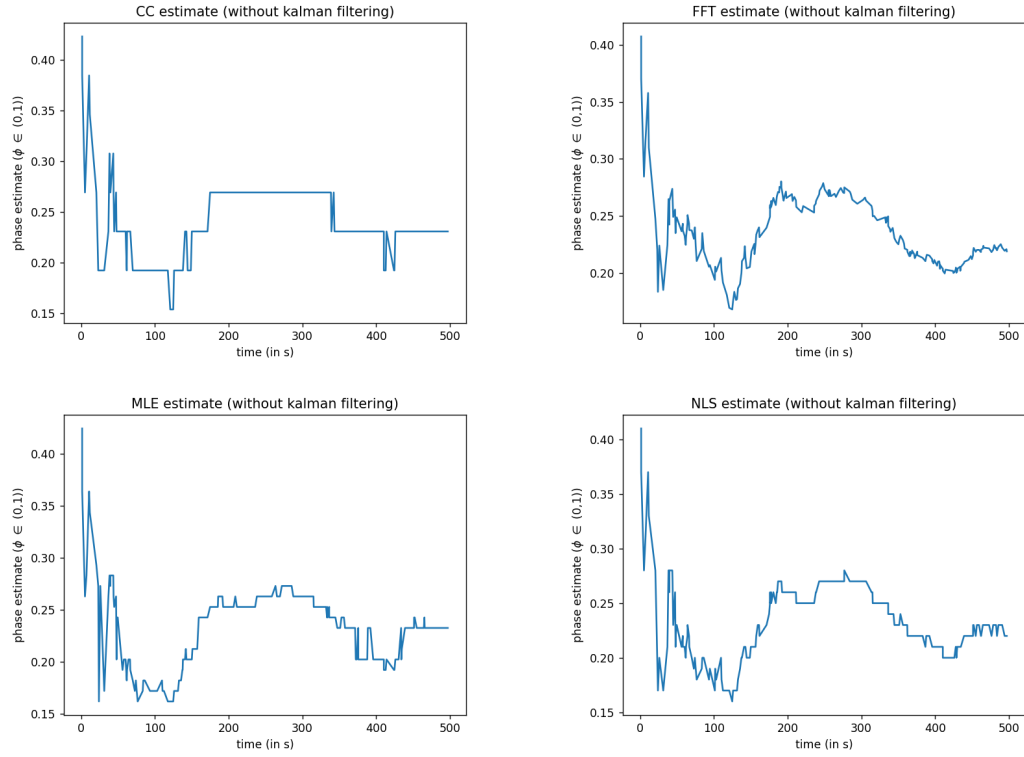 CC estimate (without kalman filtering)
phase estimate (ϕ ∈ (0,1))
0.40
0.35
0.30
0.25
0.20
0.15
0 100 200 300 400 500
time (in s)
FFT estimate (without kalman filtering)
phase estimate (ϕ ∈ (0,1))
0.40
0.35
0.30
0.25
0.20
0 100 200 300 400 500
time (in s)
MLE estimate (without kalman filtering)
phase estimate (ϕ ∈ (0,1))
0.40
0.35
0.30
0.25
0.20
0.15
0 100 200 300 400 500
time (in s)
NLS estimate (without kalman filtering)
phase estimate (ϕ ∈ (0,1))
0.40
0.35
0.30
0.25
0.20
0.15
0 100 200 300 400 500
time (in s)